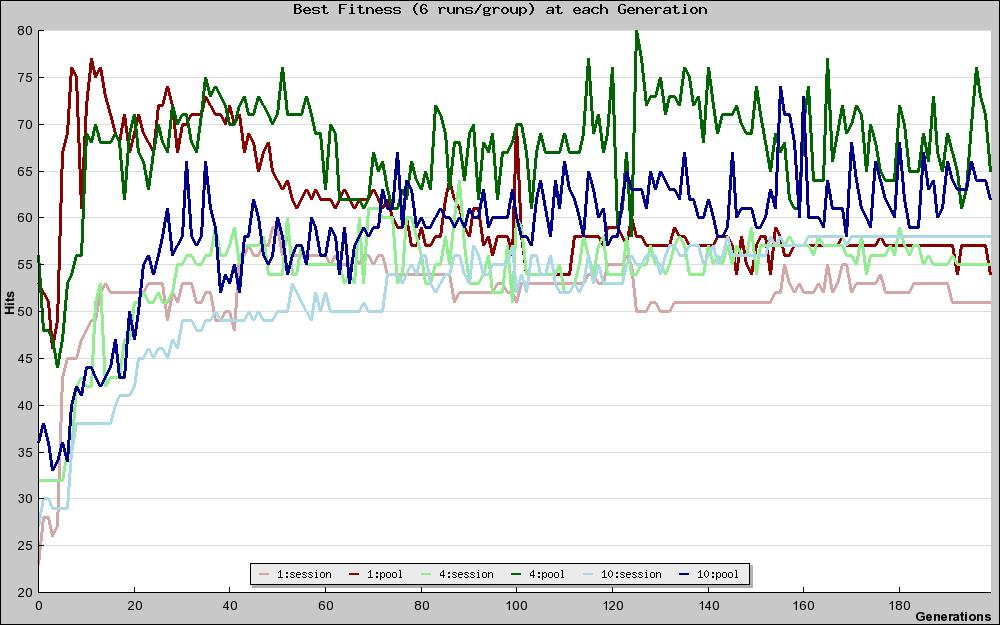 Best Fitness (6 runs/group) at each Generation
80
75
70
65
60
55
50
45
40
35
30
25
20
Hits
1:session 1:pool 4:session 4:pool 10:session 10:pool
0 20 40 60 80 100 120 140 160 180
Generations